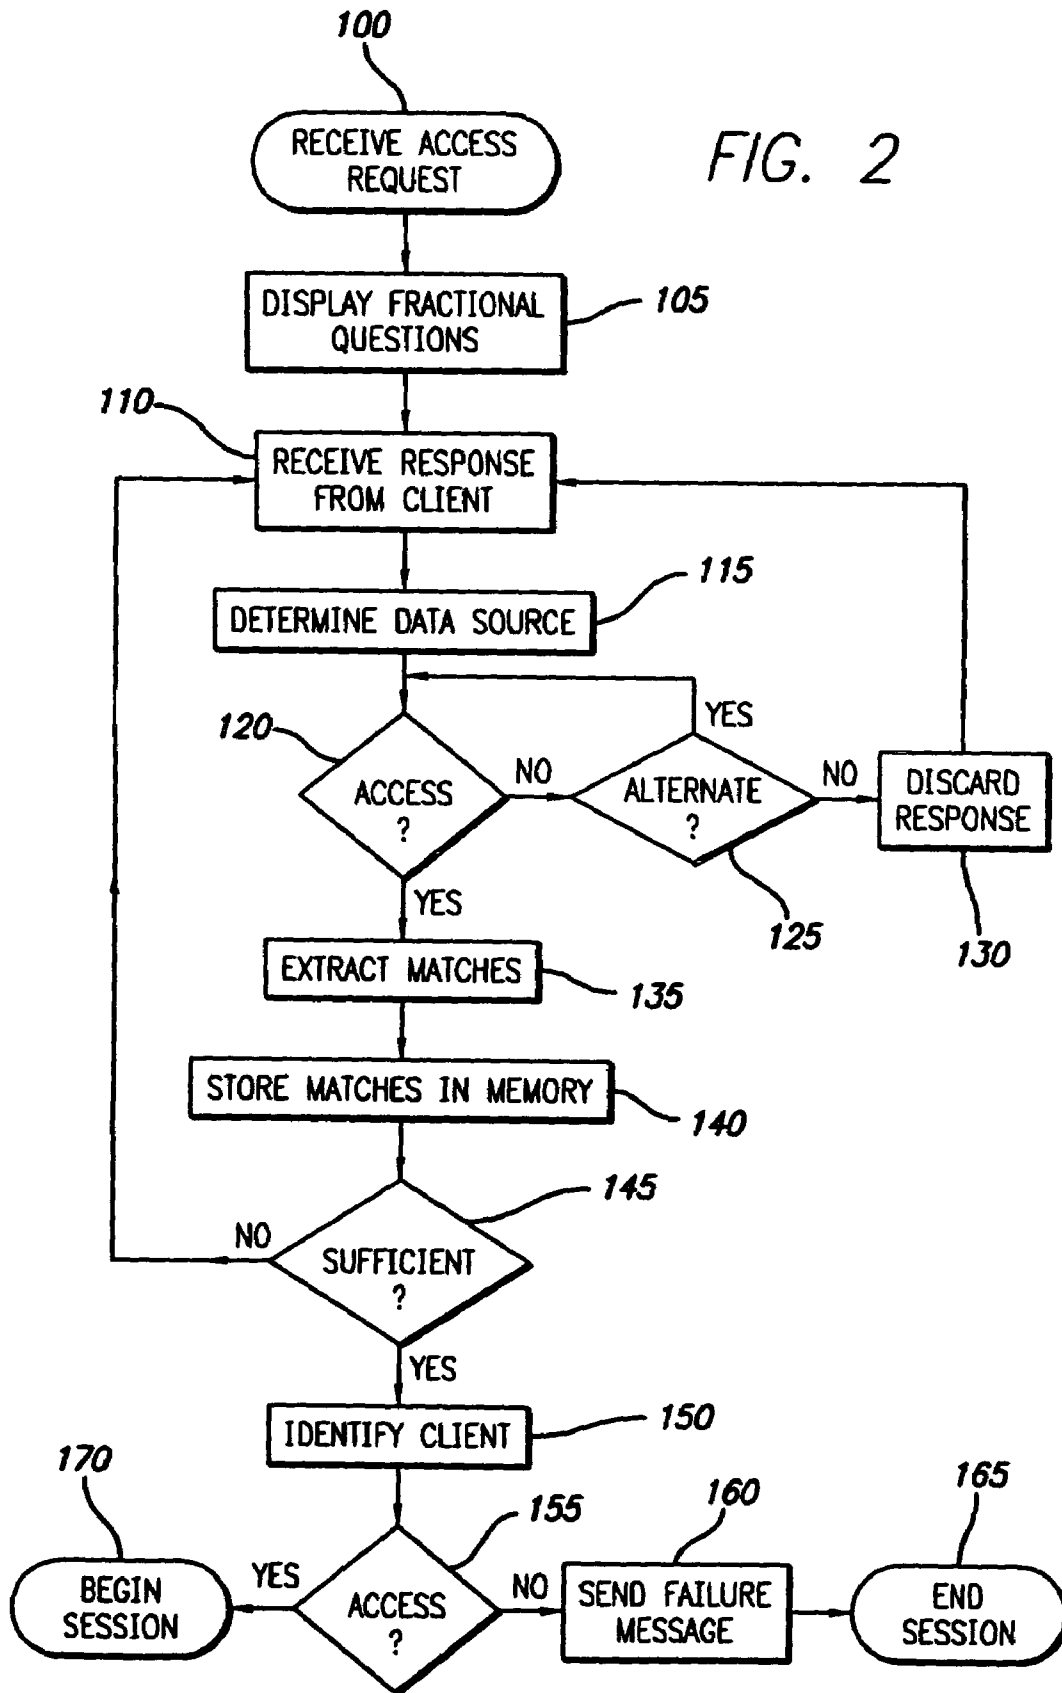 100
RECEIVE ACCESS
REQUEST
FIG. 2
DISPLAY FRACTIONAL
QUESTIONS
105
110
RECEIVE RESPONSE
FROM CLIENT
115
DETERMINE DATA SOURCE
120
ACCESS
?
NO
YES
ALTERNATE
?
NO
DISCARD
RESPONSE
125
130
YES
EXTRACT MATCHES
135
STORE MATCHES IN MEMORY
140
145
NO
SUFFICIENT
?
YES
IDENTIFY CLIENT
150
170
155
160
165
BEGIN
SESSION
YES
ACCESS
?
NO
SEND FAILURE
MESSAGE
END
SESSION